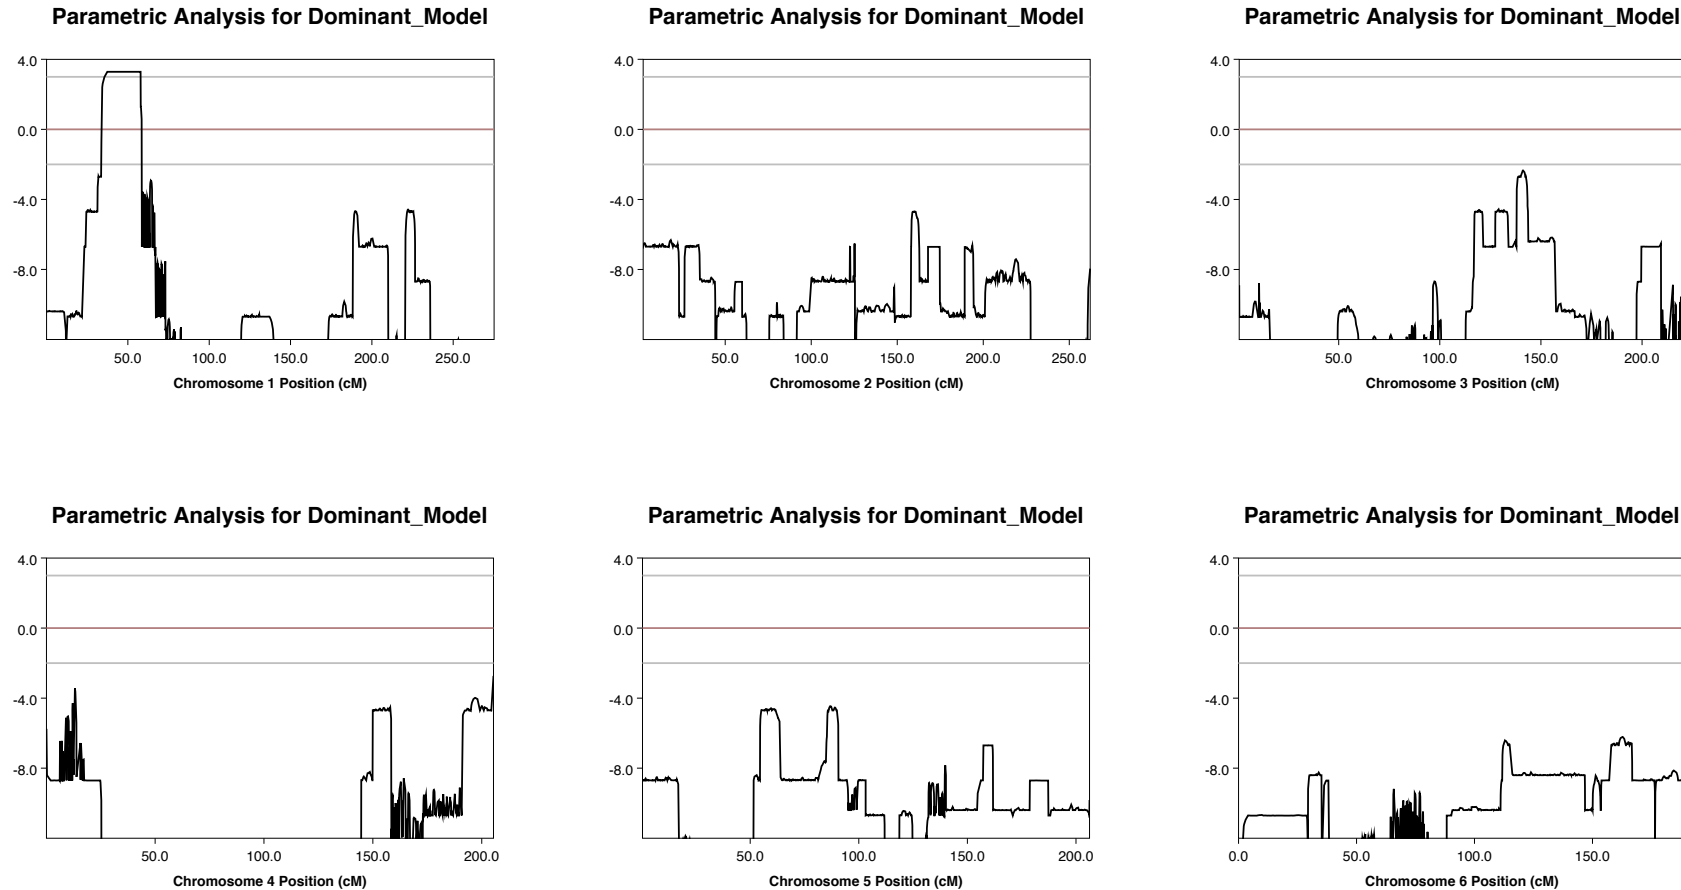 Parametric Analysis for Dominant_Model
4.0
0.0
-4.0
-8.0
50.0 100.0 150.0 200.0 250.0
Chromosome 1 Position (cM)
Parametric Analysis for Dominant_Model
4.0
0.0
-4.0
-8.0
50.0 100.0 150.0 200.0 250.0
Chromosome 2 Position (cM)
Parametric Analysis for Dominant_Model
4.0
0.0
-4.0
-8.0
50.0 100.0 150.0 200.0
Chromosome 3 Position (cM)
Parametric Analysis for Dominant_Model
4.0
0.0
-4.0
-8.0
50.0 100.0 150.0 200.0
Chromosome 4 Position (cM)
Parametric Analysis for Dominant_Model
4.0
0.0
-4.0
-8.0
50.0 100.0 150.0 200.0
Chromosome 5 Position (cM)
Parametric Analysis for Dominant_Model
4.0
0.0
-4.0
-8.0
0.0 50.0 100.0 150.0
Chromosome 6 Position (cM)